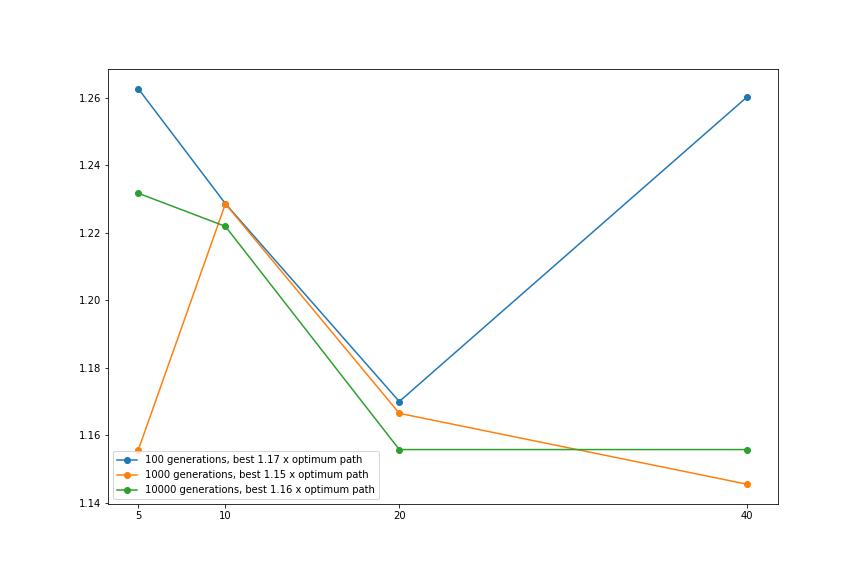 1.26
1.24
1.22
1.20
1.18
1.16
1.14
100 generations, best 1.17 x optimum path
1000 generations, best 1.15 x optimum path
10000 generations, best 1.16 x optimum path
5 10 20 40